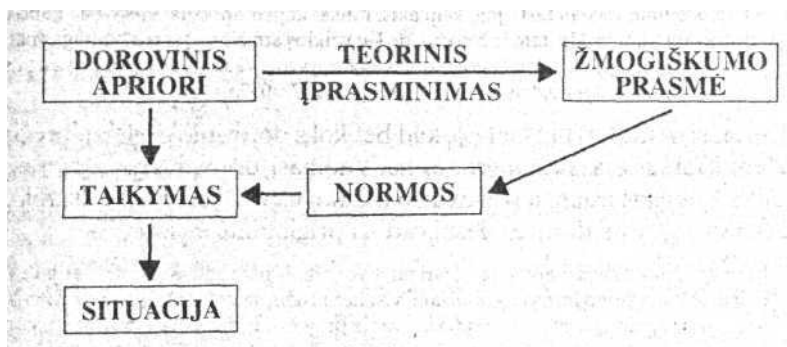 DOROVINIS
APRIORI
TEORINIS
ĮPRASMINIMAS
ŽMOGIŠKUMO
PRASMĖ
TAIKYMAS
NORMOS
SITUACIJA